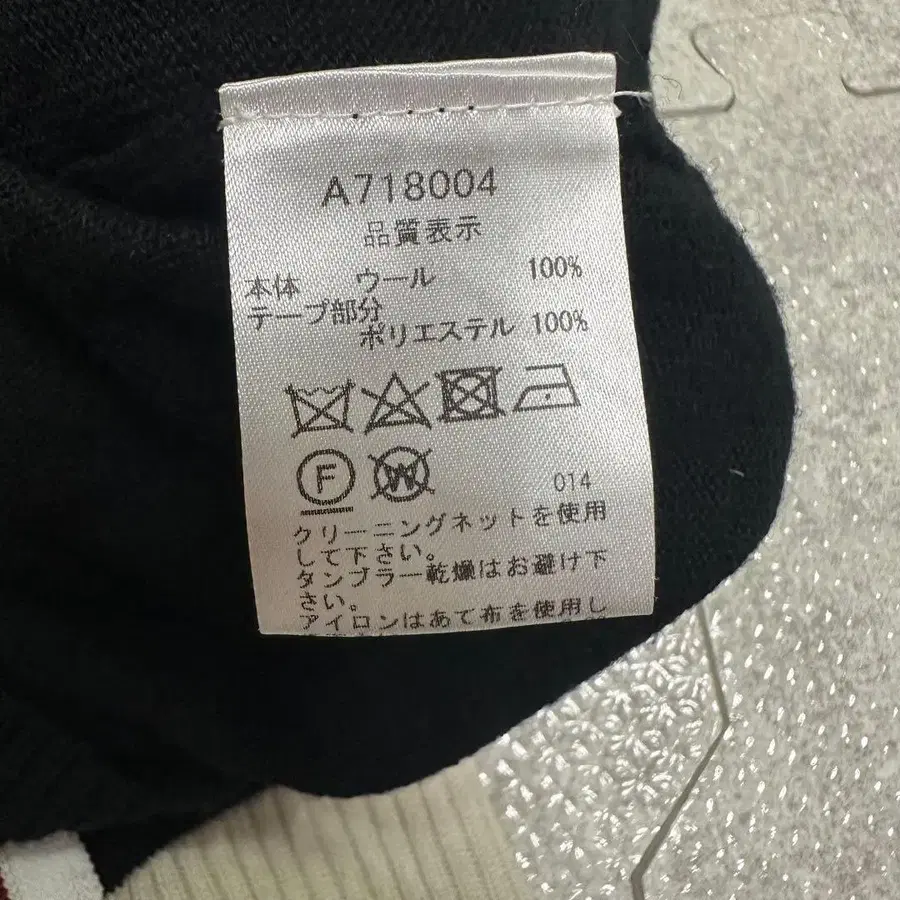 A718004
品質表示
本体 ウール 100%
テープ部分
ポリエステル 100%
F W 014
クリーニングネットを使用
して下さい。
タンブラー乾燥はお避け下
さい。
アイロンはあて布を使用し